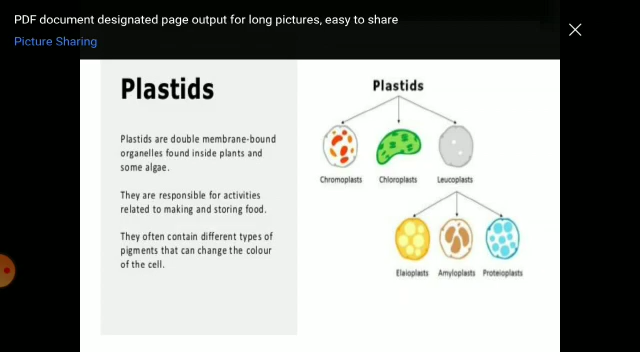 PDF document designated page output for long pictures, easy to share
Picture Sharing
Plastids
Plastids are double membrane-bound
organelles found inside plants and
some algae.
They are responsible for activities
related to making and storing food.
They often contain different types of
pigments that can change the colour
of the cell.
Plastids
Chromoplasts
Chloroplasts
Leucoplasts
Elaioplasts
Amyloplasts
Proteioplasts